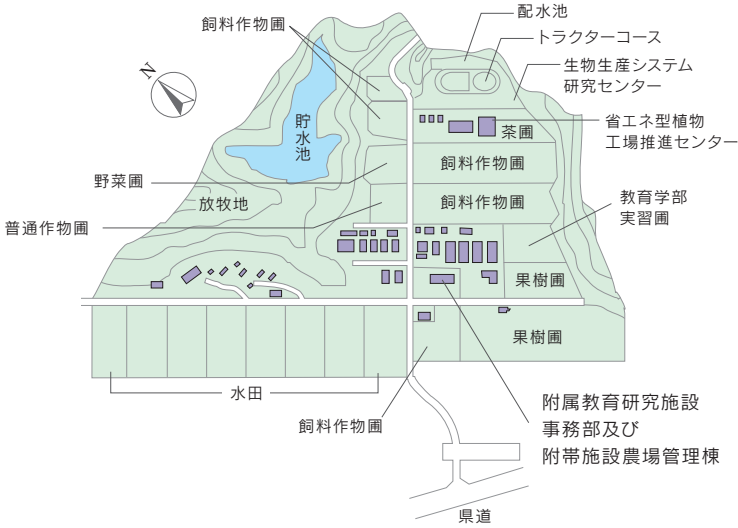 配水池
飼料作物圃
トラクターコース
生物生産システム
研究センター
N
省エネ型植物
工場推進センター
茶圃
貯水池
飼料作物圃
野菜圃
放牧地
飼料作物圃
教育学部
実習圃
普通作物圃
果樹圃
果樹圃
水田
飼料作物圃
附属教育研究施設
事務部及び
附帯施設農場管理棟
県道